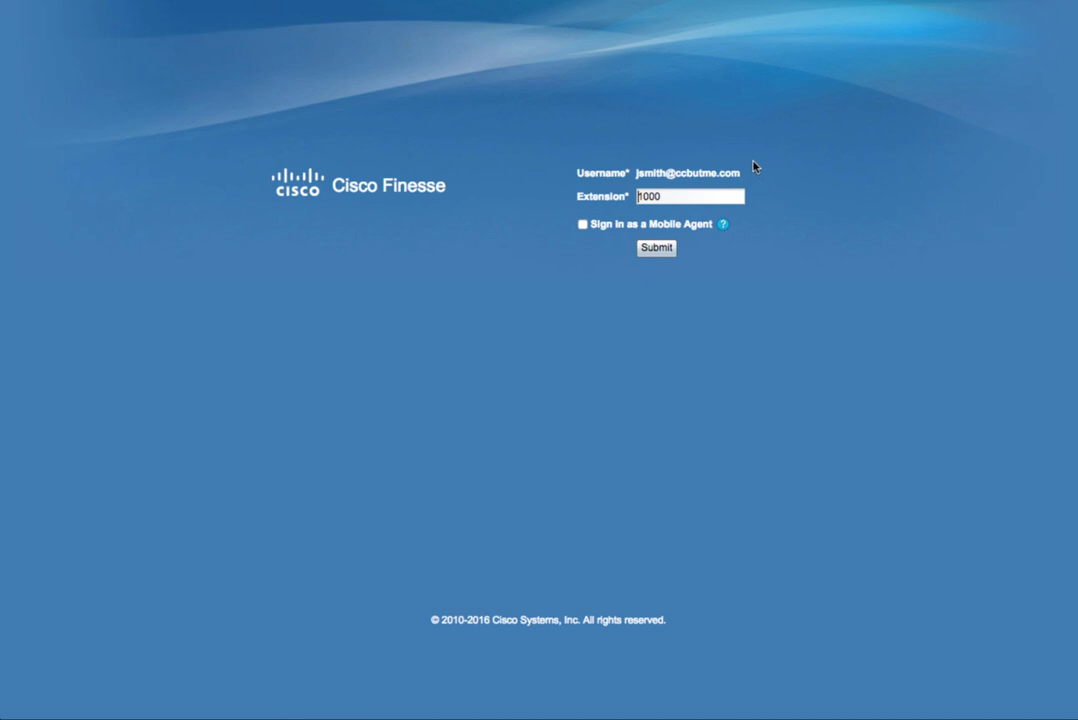 CISCO Cisco Finesse
Username* jsmith@ccbutme.com
Extension* 1000
Sign In as a Mobile Agent ?
Submit
© 2010-2016 Cisco Systems, Inc. All rights reserved.